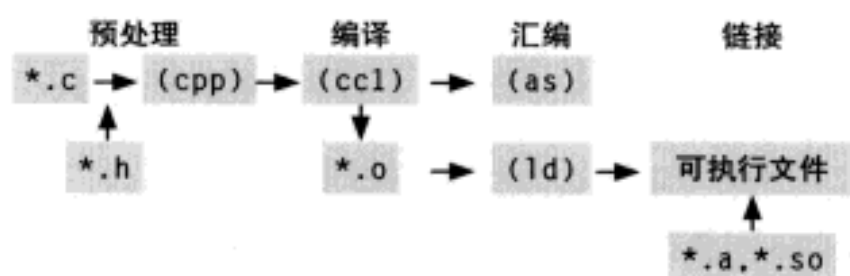 预处理 编译 汇编 链接
*.c (cpp) (cc1) (as)
*.h *.o (ld) 可执行文件
*.a,*.so